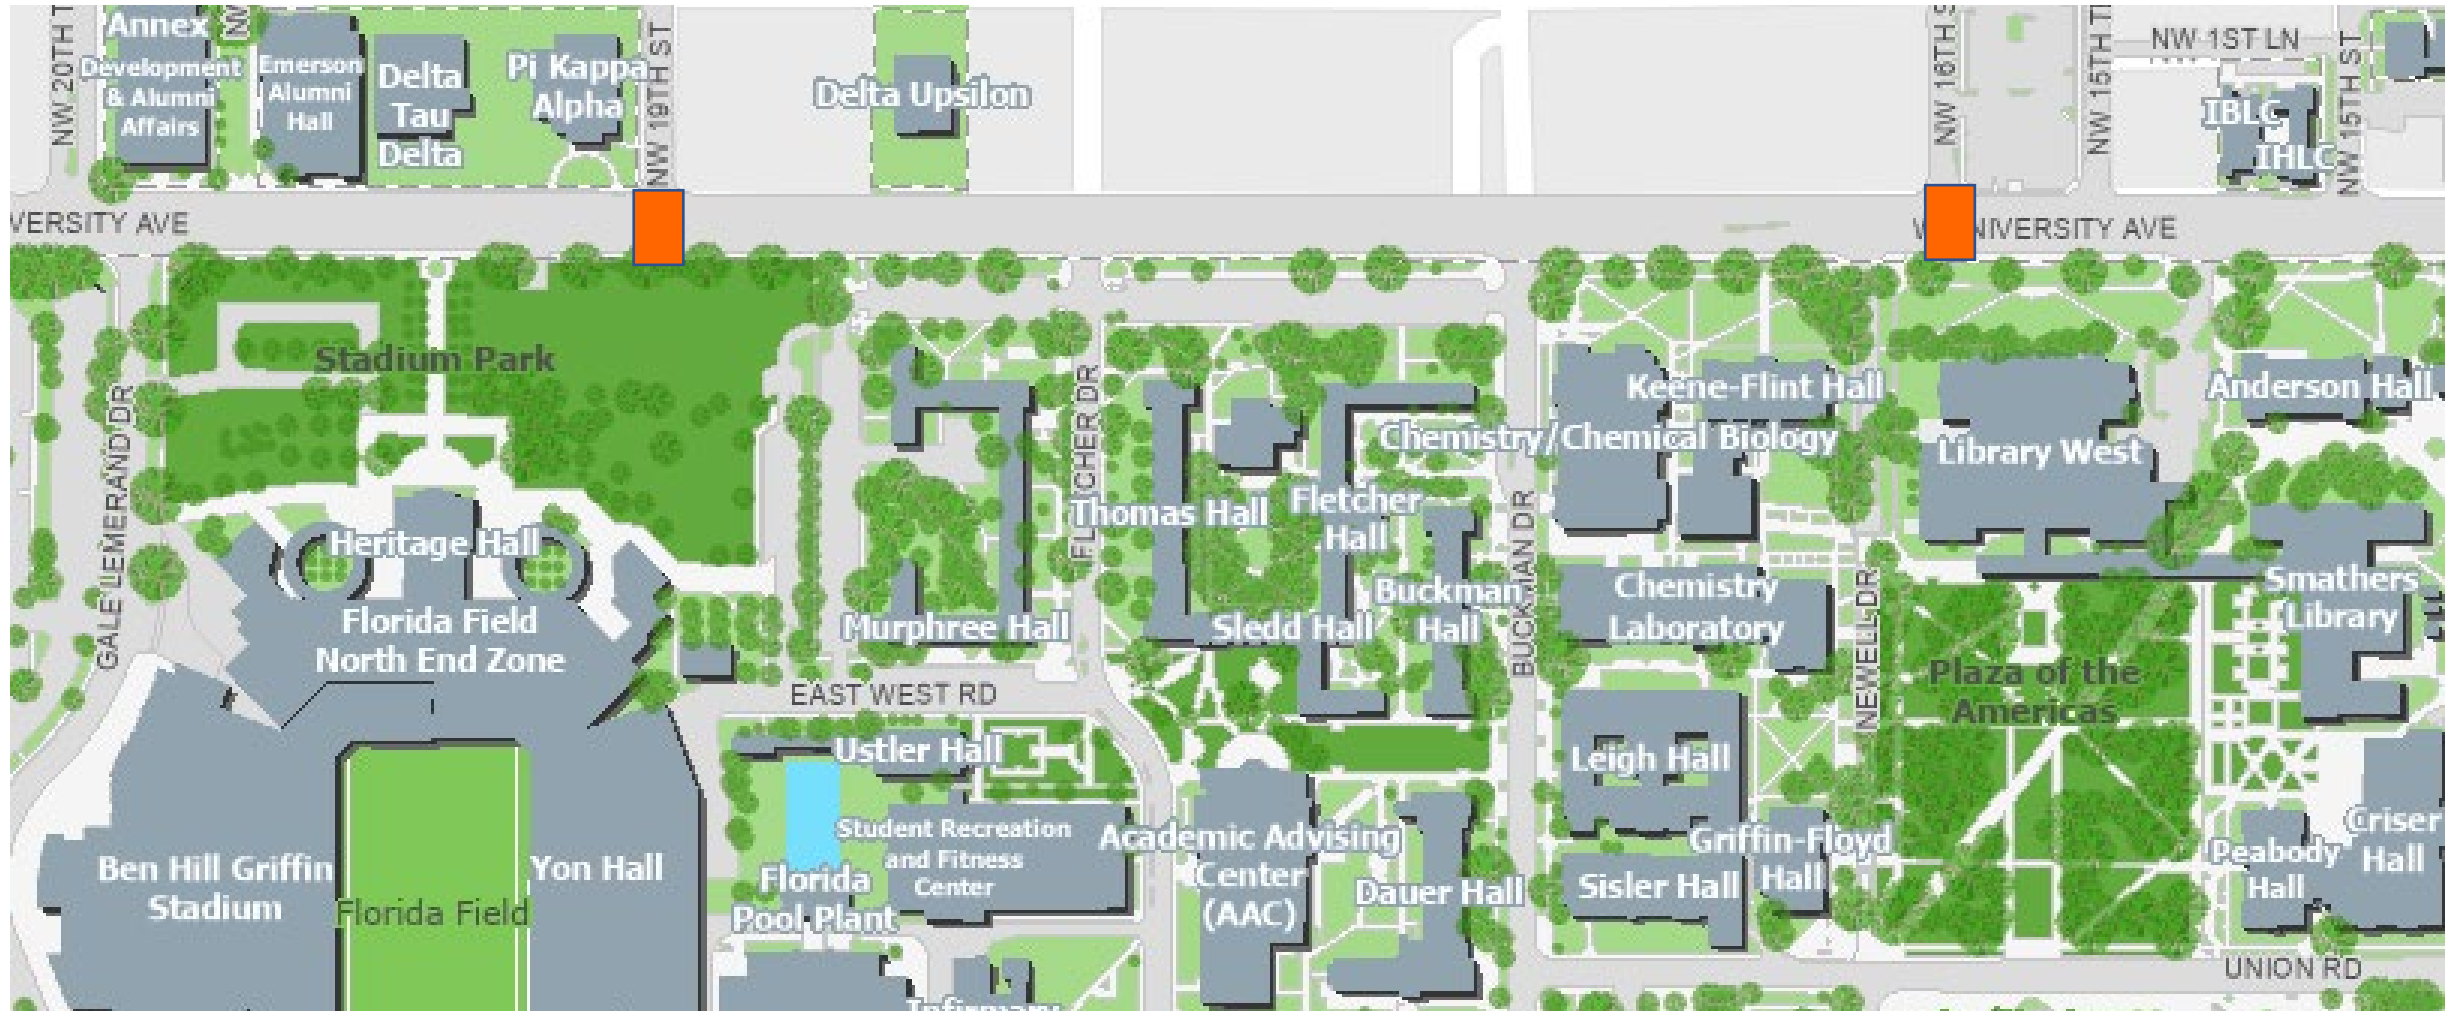 Annex
Development
& Alumni
Affairs
Emerson
Alumni
Hall
Delta
Tau
Delta
Pi Kappa
Alpha
NW 19TH ST
Delta Upsilon
NW 16TH S
NW 15TH T
NW 1ST LN
NW 15TH ST
IBLC
IHLC
NW 20TH T
NW
VERSITY AVE
W UNIVERSITY AVE
Stadium Park
GALE LEMERAND DR
Heritage Hall
Florida Field
North End Zone
Murphree Hall
FLETCHER DR
Thomas Hall
Fletcher
Hall
Sledd Hall
Buckman
Hall
BUCKMAN DR
Keene-Flint Hall
Chemistry/Chemical Biology
Chemistry
Laboratory
NEWELL DR
Library West
Anderson Hall
Smathers
Library
Plaza of the
Americas
EAST WEST RD
Ustler Hall
Leigh Hall
Student Recreation
and Fitness
Center
Florida
Pool Plant
Academic Advising
Center
(AAC)
Dauer Hall
Sisler Hall
Griffin-Floyd
Hall
Peabody
Hall
Criser
Hall
Ben Hill Griffin
Stadium
Florida Field
Yon Hall
UNION RD
Infirmary